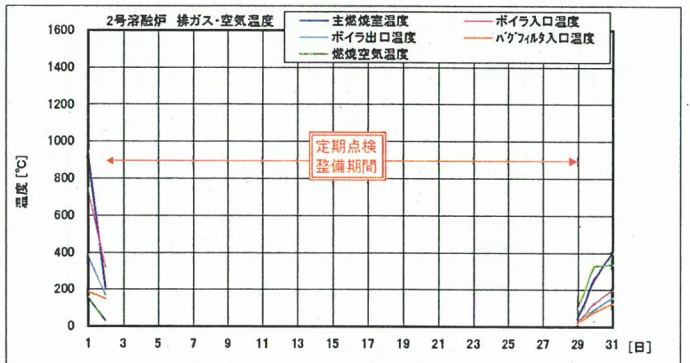 2号溶融炉 排ガス・空気温度
主燃焼室温度
ボイラ入口温度
ボイラ出口温度
バグフィルタ入口温度
燃焼空気温度
温度 [℃]
1600
1400
1200
1000
800
600
400
200
0
定期点検
整備期間
1 3 5 7 9 11 13 15 17 19 21 23 25 27 29 31 [日]